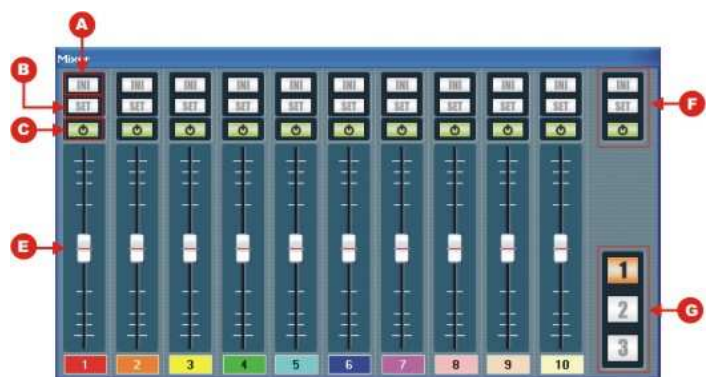 A
Mixer
B
INI INI INI INI INI INI INI INI INI INI INI
F
SET SET SET SET SET SET SET SET SET SET SET
C
E
1
2
G
3
1 2 3 4 5 6 7 8 9 10